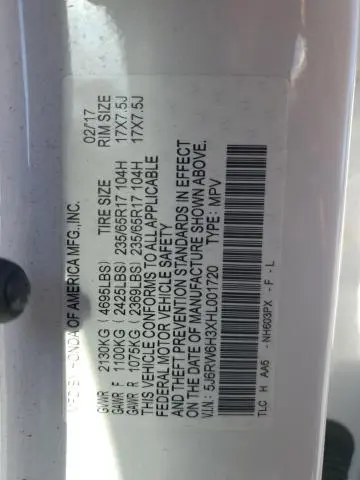 MFD. BY HONDA OF AMERICA MFG., INC. 02/17
GVWR 2130KG (4695LBS) TIRE SIZE RIM SIZE
GAWR F 1100KG (2425LBS) 235/65R17 104H 17X7.5J
GAWR R 1075KG (2369LBS) 235/65R17 104H 17X7.5J
THIS VEHICLE CONFORMS TO ALL APPLICABLE
FEDERAL MOTOR VEHICLE SAFETY
AND THEFT PREVENTION STANDARDS IN EFFECT
ON THE DATE OF MANUFACTURE SHOWN ABOVE.
V.I.N.: 5J6RW6H3XHL001720 TYPE: MPV
TLC H AA5 - NH603PX - F - L